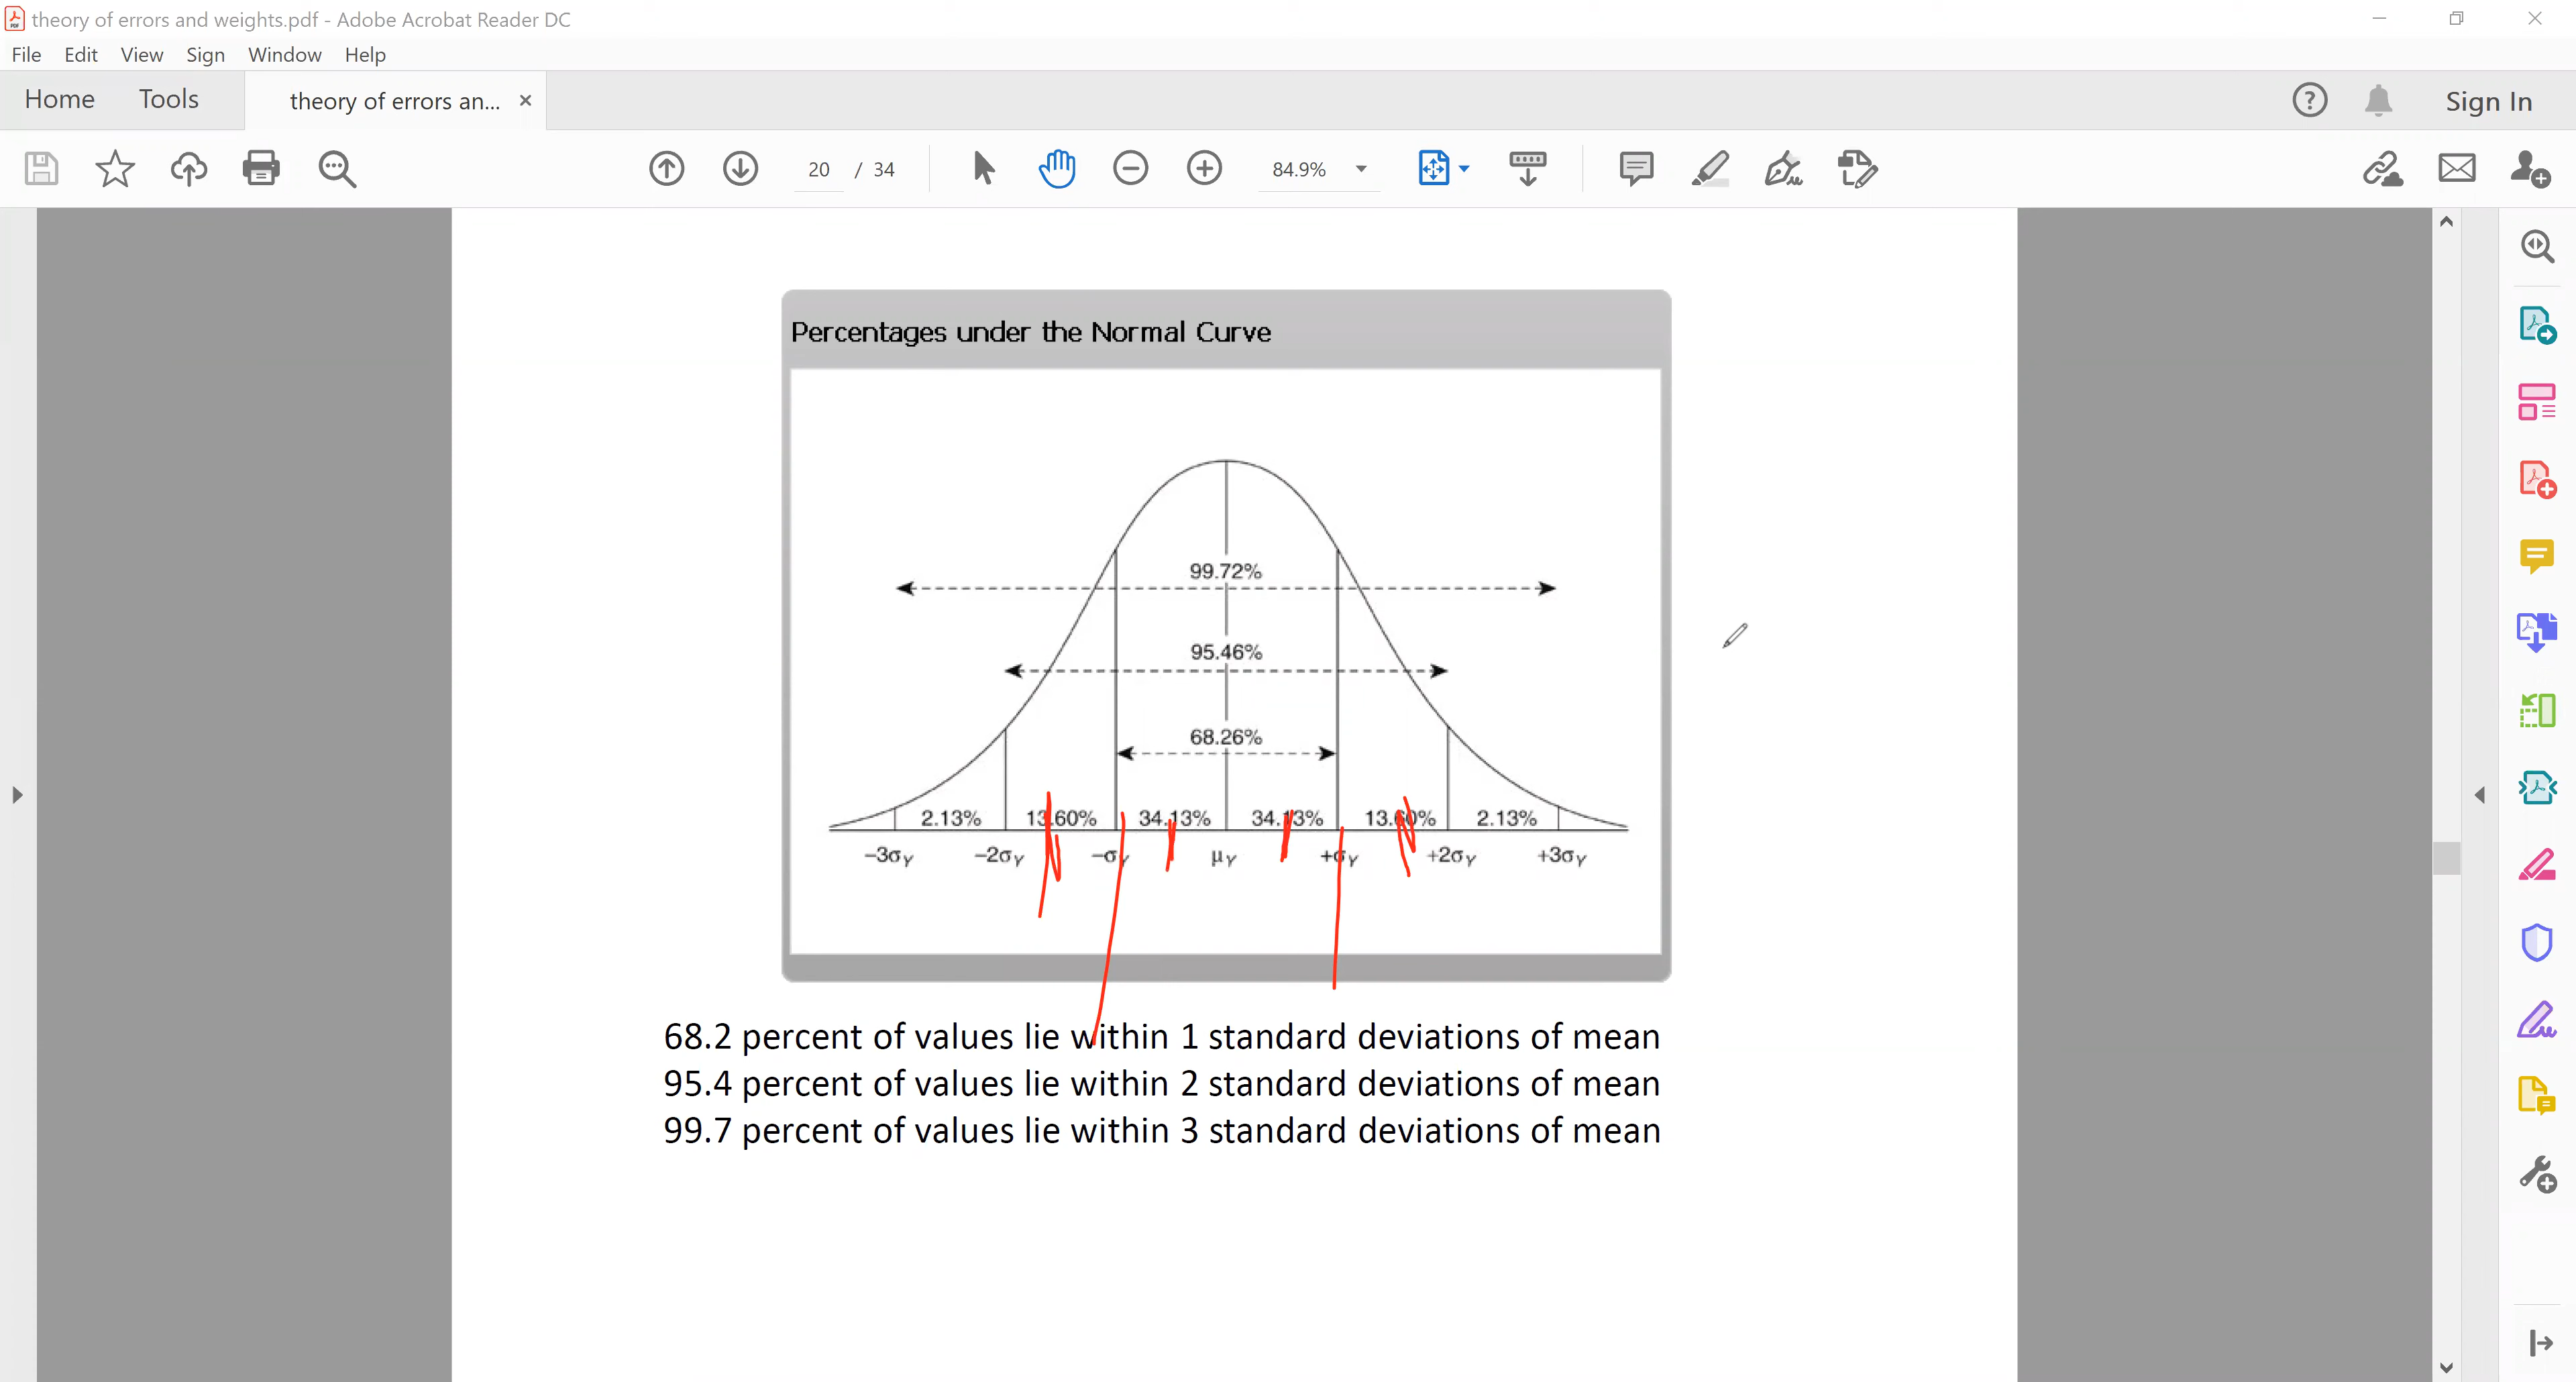 theory of errors and weights.pdf - Adobe Acrobat Reader DC
File Edit View Sign Window Help
Home Tools theory of errors an... × Sign In
20 / 34 84.9%
Percentages under the Normal Curve
99.72%
95.46%
68.26%
2.13% 13.60% 34.13% 34.13% 13.60% 2.13%
−3σY −2σY −σY μY +σY +2σY +3σY
68.2 percent of values lie within 1 standard deviations of mean
95.4 percent of values lie within 2 standard deviations of mean
99.7 percent of values lie within 3 standard deviations of mean